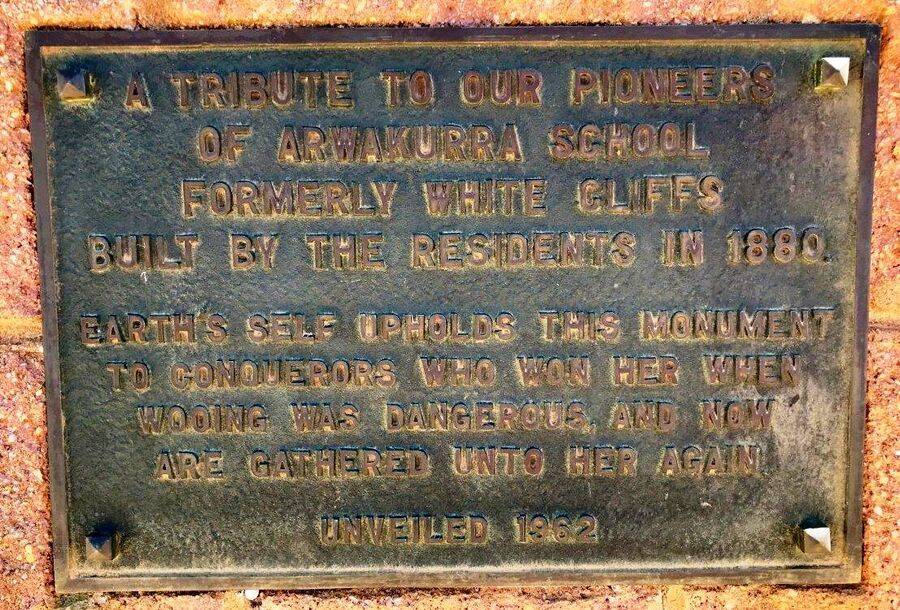 A TRIBUTE TO OUR PIONEERS
OF ARWAKURRA SCHOOL
FORMERLY WHITE CLIFFS
BUILT BY THE RESIDENTS IN 1880.
EARTH'S SELF UPHOLDS THIS MONUMENT
TO CONQUERORS WHO WON HER WHEN
WOOING WAS DANGEROUS, AND NOW
ARE GATHERED UNTO HER AGAIN
UNVEILED 1962